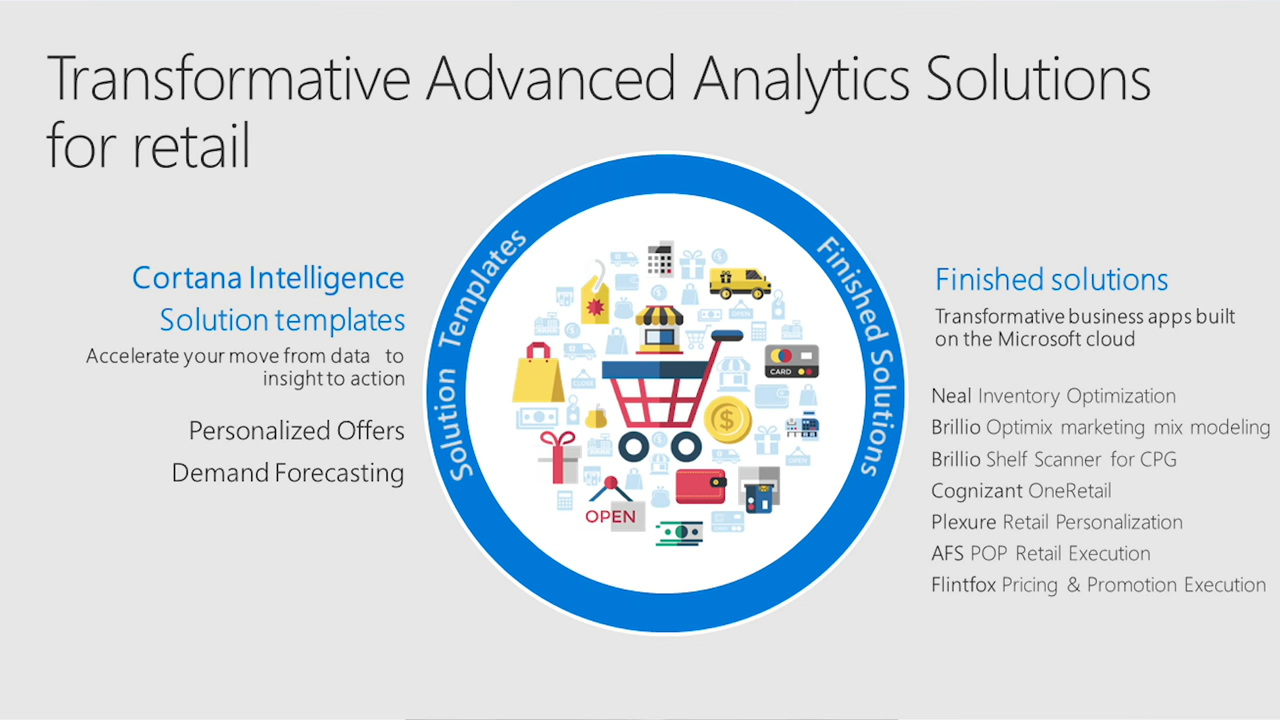 Transformative Advanced Analytics Solutions
for retail
Cortana Intelligence
Solution templates
Accelerate your move from data to
insight to action
Personalized Offers
Demand Forecasting
Solution Templates
Finished Solutions
CARD
OPEN
OPEN
CLOSE
OPEN
Finished solutions
Transformative business apps built
on the Microsoft cloud
Neal Inventory Optimization
Brillio Optimix marketing mix modeling
Brillio Shelf Scanner for CPG
Cognizant OneRetail
Plexure Retail Personalization
AFS POP Retail Execution
Flintfox Pricing & Promotion Execution